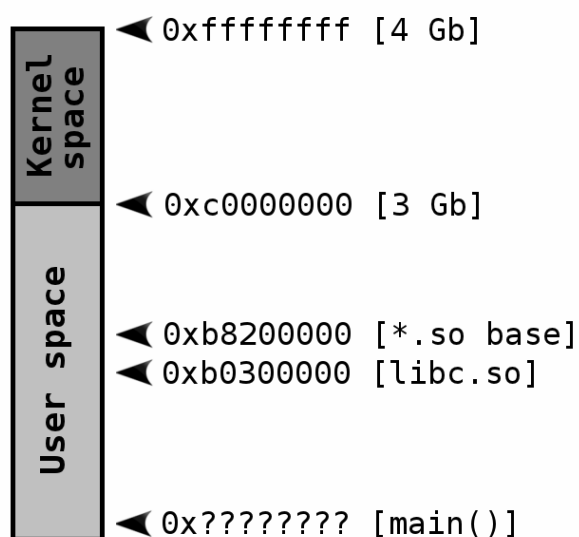 0xffffffff [4 Gb]
Kernel
space
0xc0000000 [3 Gb]
User space
0xb8200000 [*.so base]
0xb0300000 [libc.so]
0x???????? [main()]